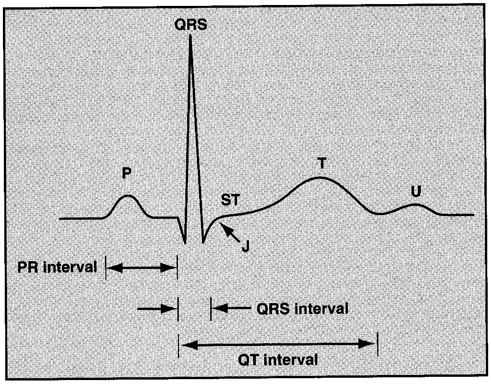 QRS
P
T
ST
U
J
PR interval
QRS interval
QT interval